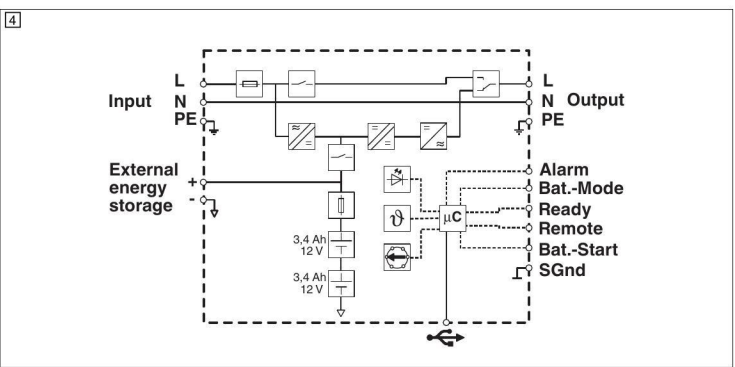 4
L
Input N
PE
L
N Output
PE
External
energy
storage
+
-
3,4 Ah
12 V
3,4 Ah
12 V
ϑ
µC
Alarm
Bat.-Mode
Ready
Remote
Bat.-Start
SGnd